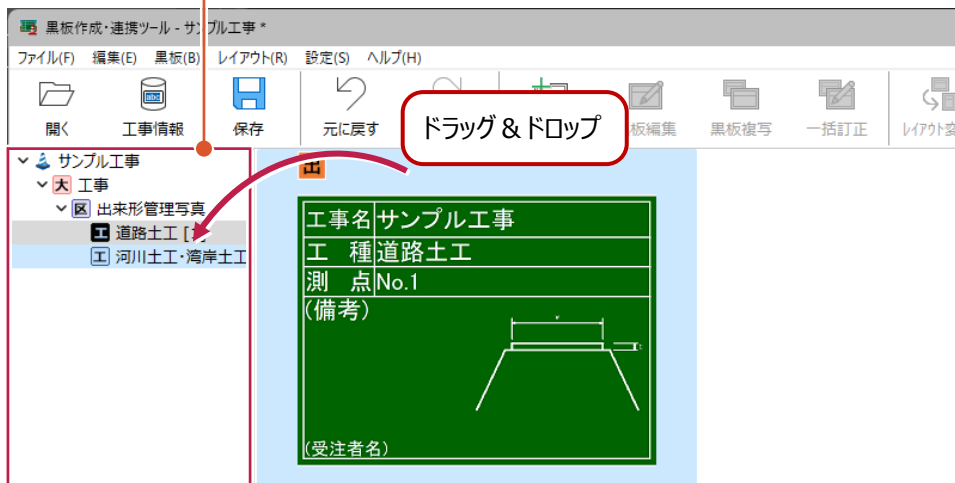 黒板作成・連携ツール - サンプル工事 *
ファイル(F) 編集(E) 黒板(B) レイアウト(R) 設定(S) ヘルプ(H)
開く 工事情報 保存 元に戻す 板編集 黒板複写 一括訂正 レイアウト変
ドラッグ & ドロップ
サンプル工事
大 工事
区 出来形管理写真
工 道路土工 [
工 河川土工・湾岸土工
出
工事名 サンプル工事
工 種 道路土工
測 点 No.1
(備考)
(受注者名)